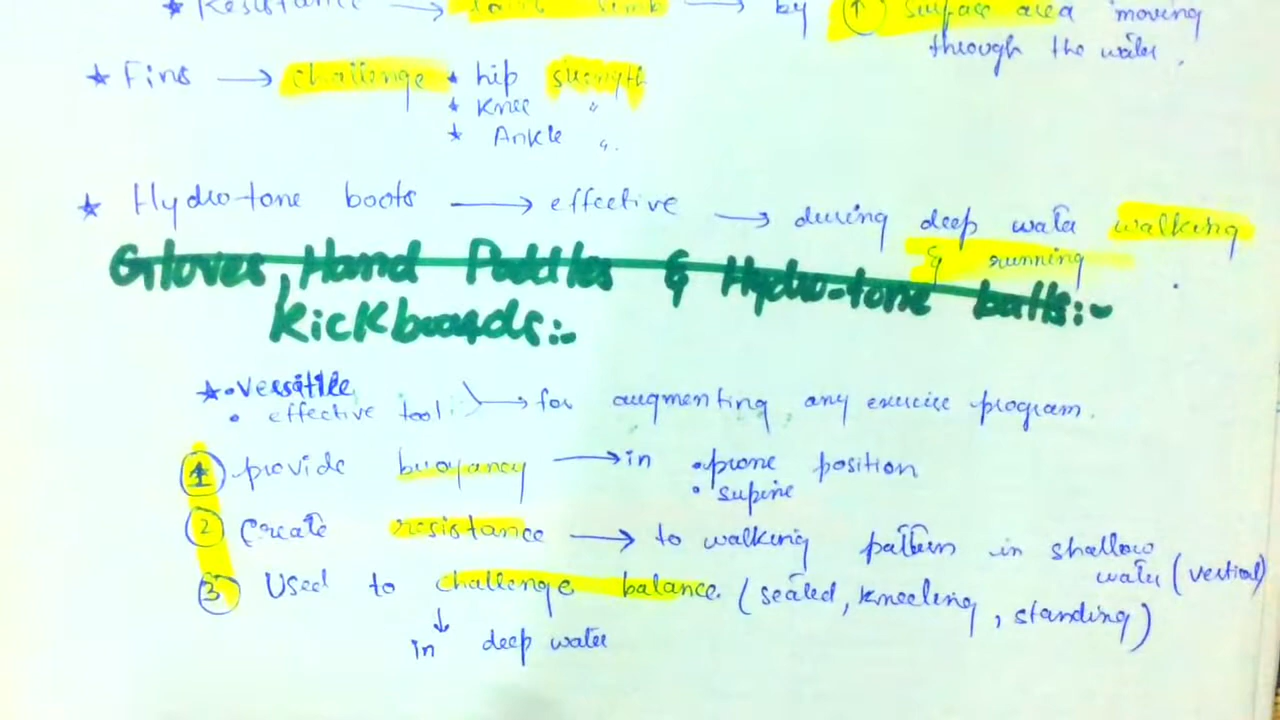 ★ Resistance → by ↑ surface area moving
through the water.
★ Fins → challenge ★ hip strength
★ Knee "
★ Ankle "
★ Hydro-tone boots → effective → during deep water walking
& running
Gloves, Hand Paddles & Hydro-tone balls:-
Kickboards:-
★ • Versatile
• effective tool → for augmenting any exercise program.
1 provide buoyancy → in • prone position
• supine
2 Create resistance → to walking pattern in shallow
water (vertical)
3 Used to challenge balance. (seated, kneeling, standing)
↓
in deep water